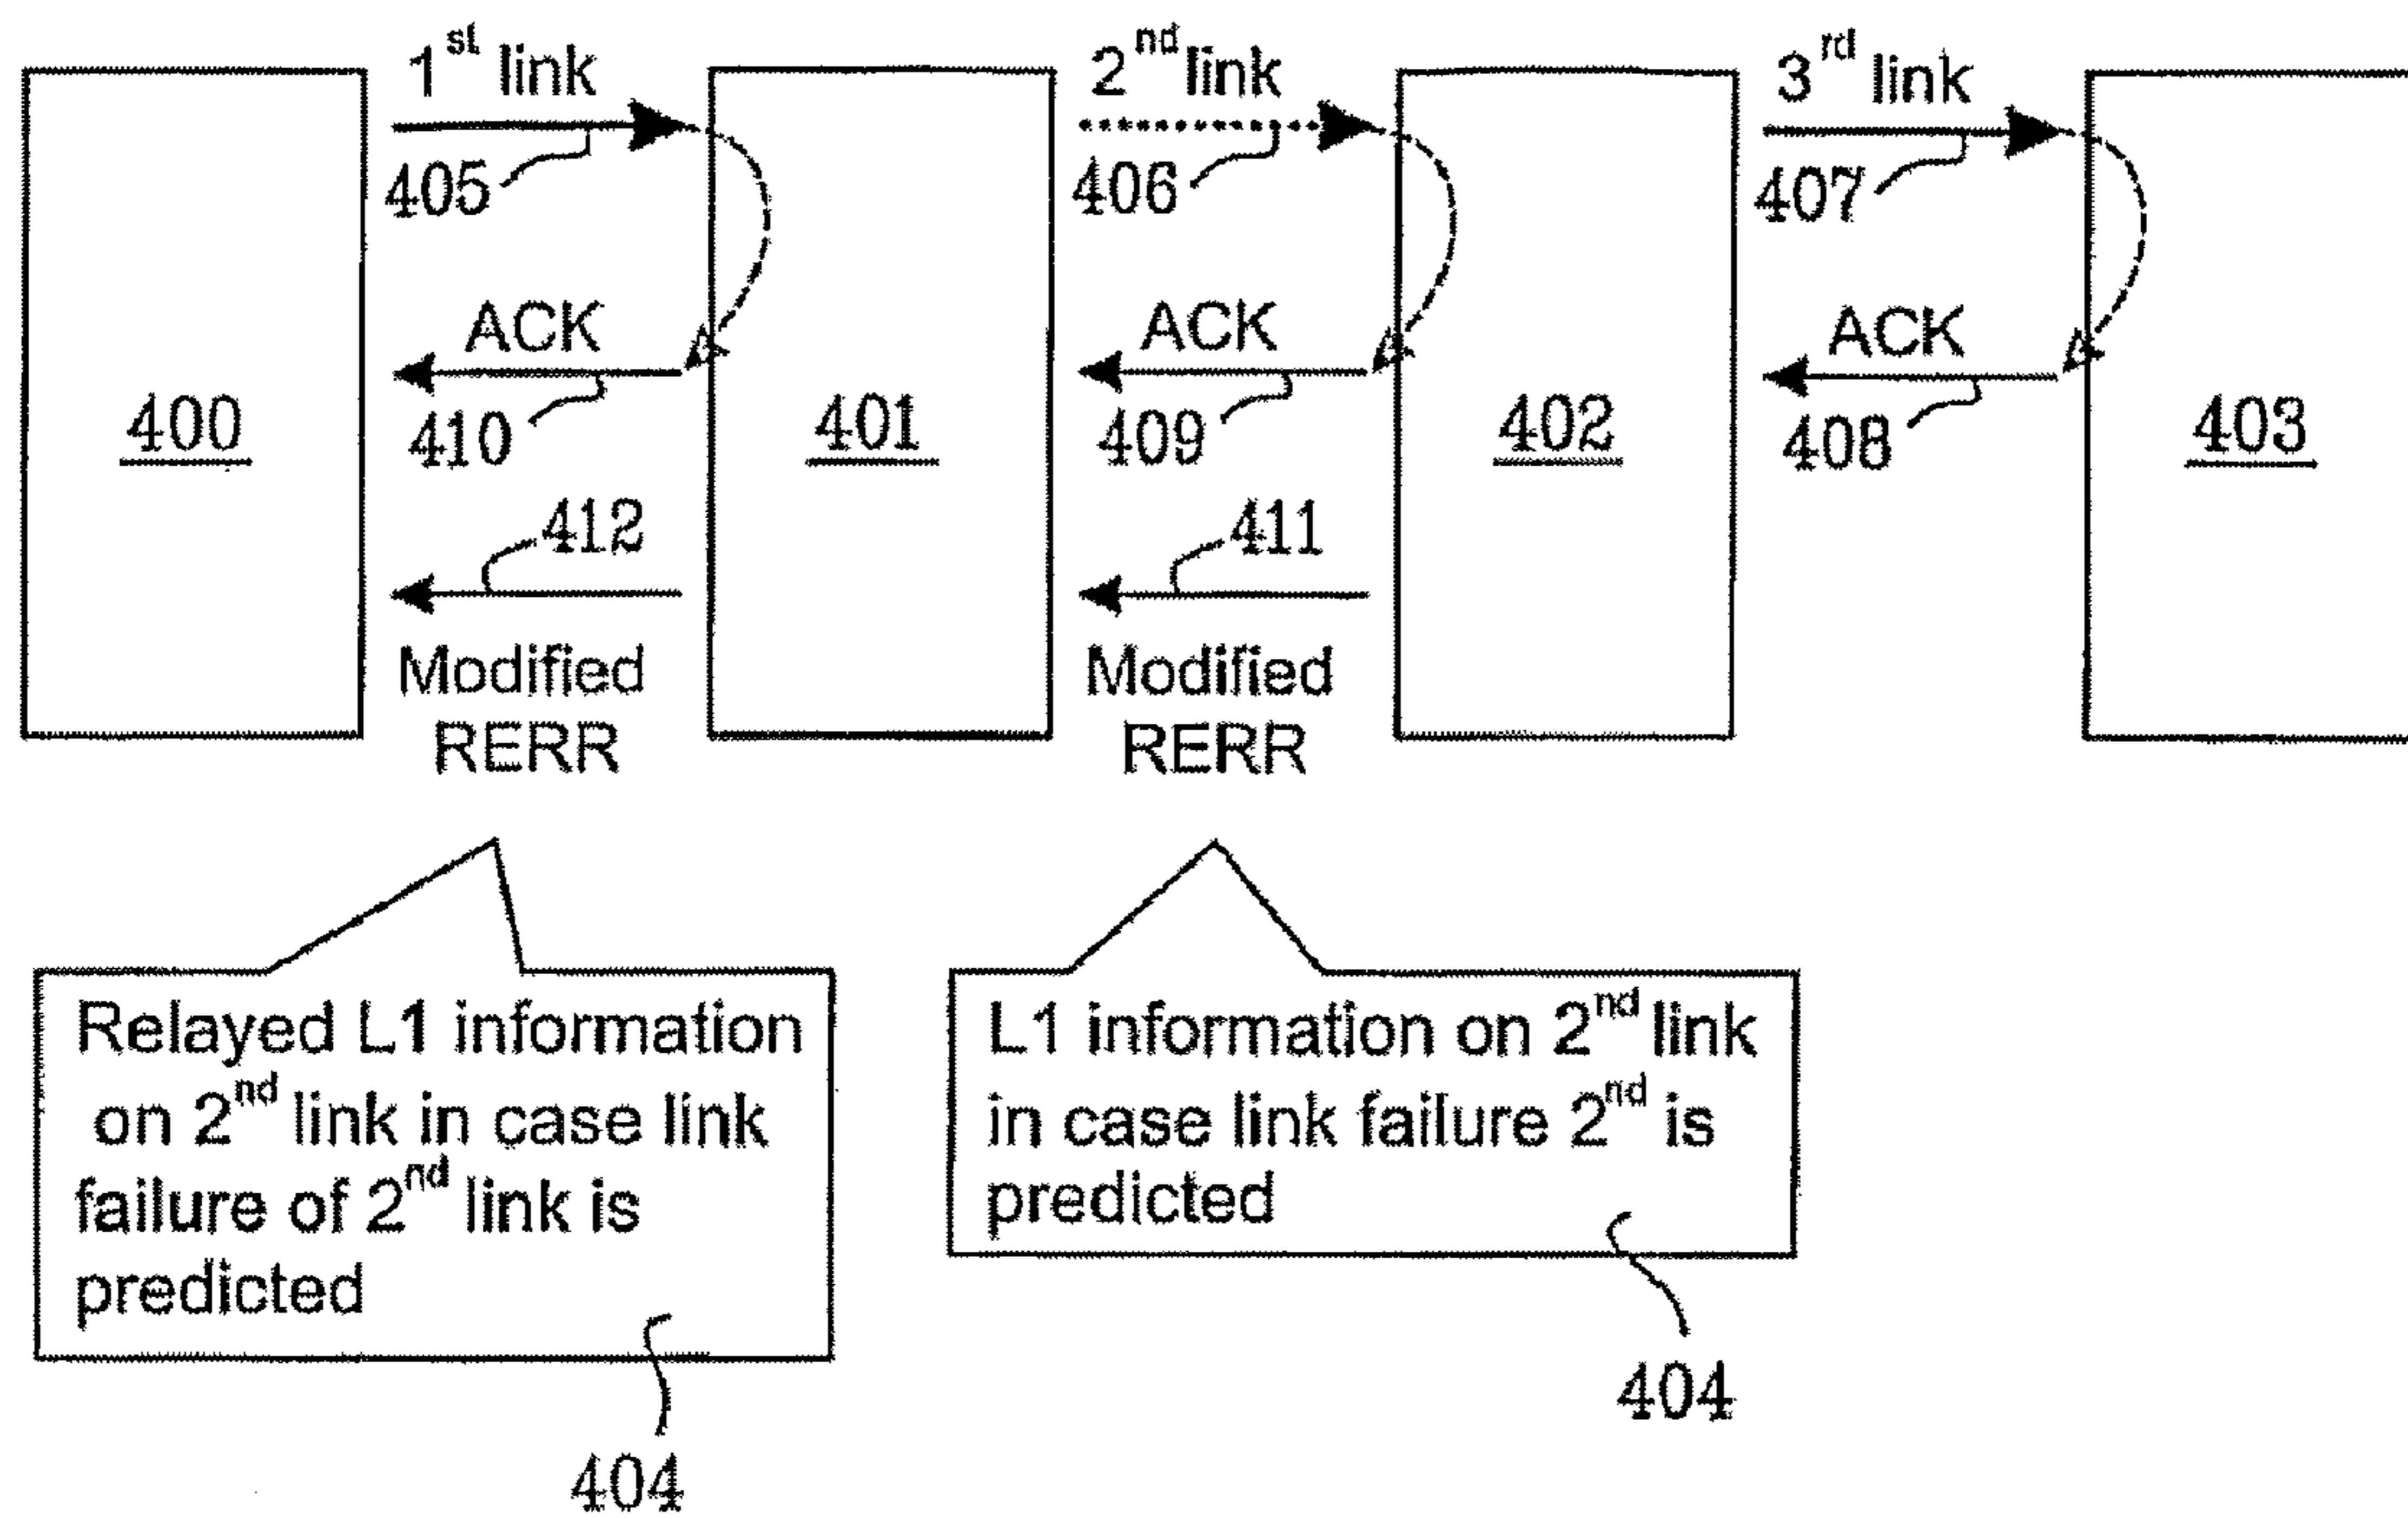 1st link
2nd link
3rd link
405
406
407
ACK
ACK
ACK
400
410
401
409
402
408
403
412
411
Modified
RERR
Modified
RERR
Relayed L1 information
on 2nd link in case link
failure of 2nd link is
predicted
404
L1 information on 2nd link
in case link failure 2nd is
predicted
404